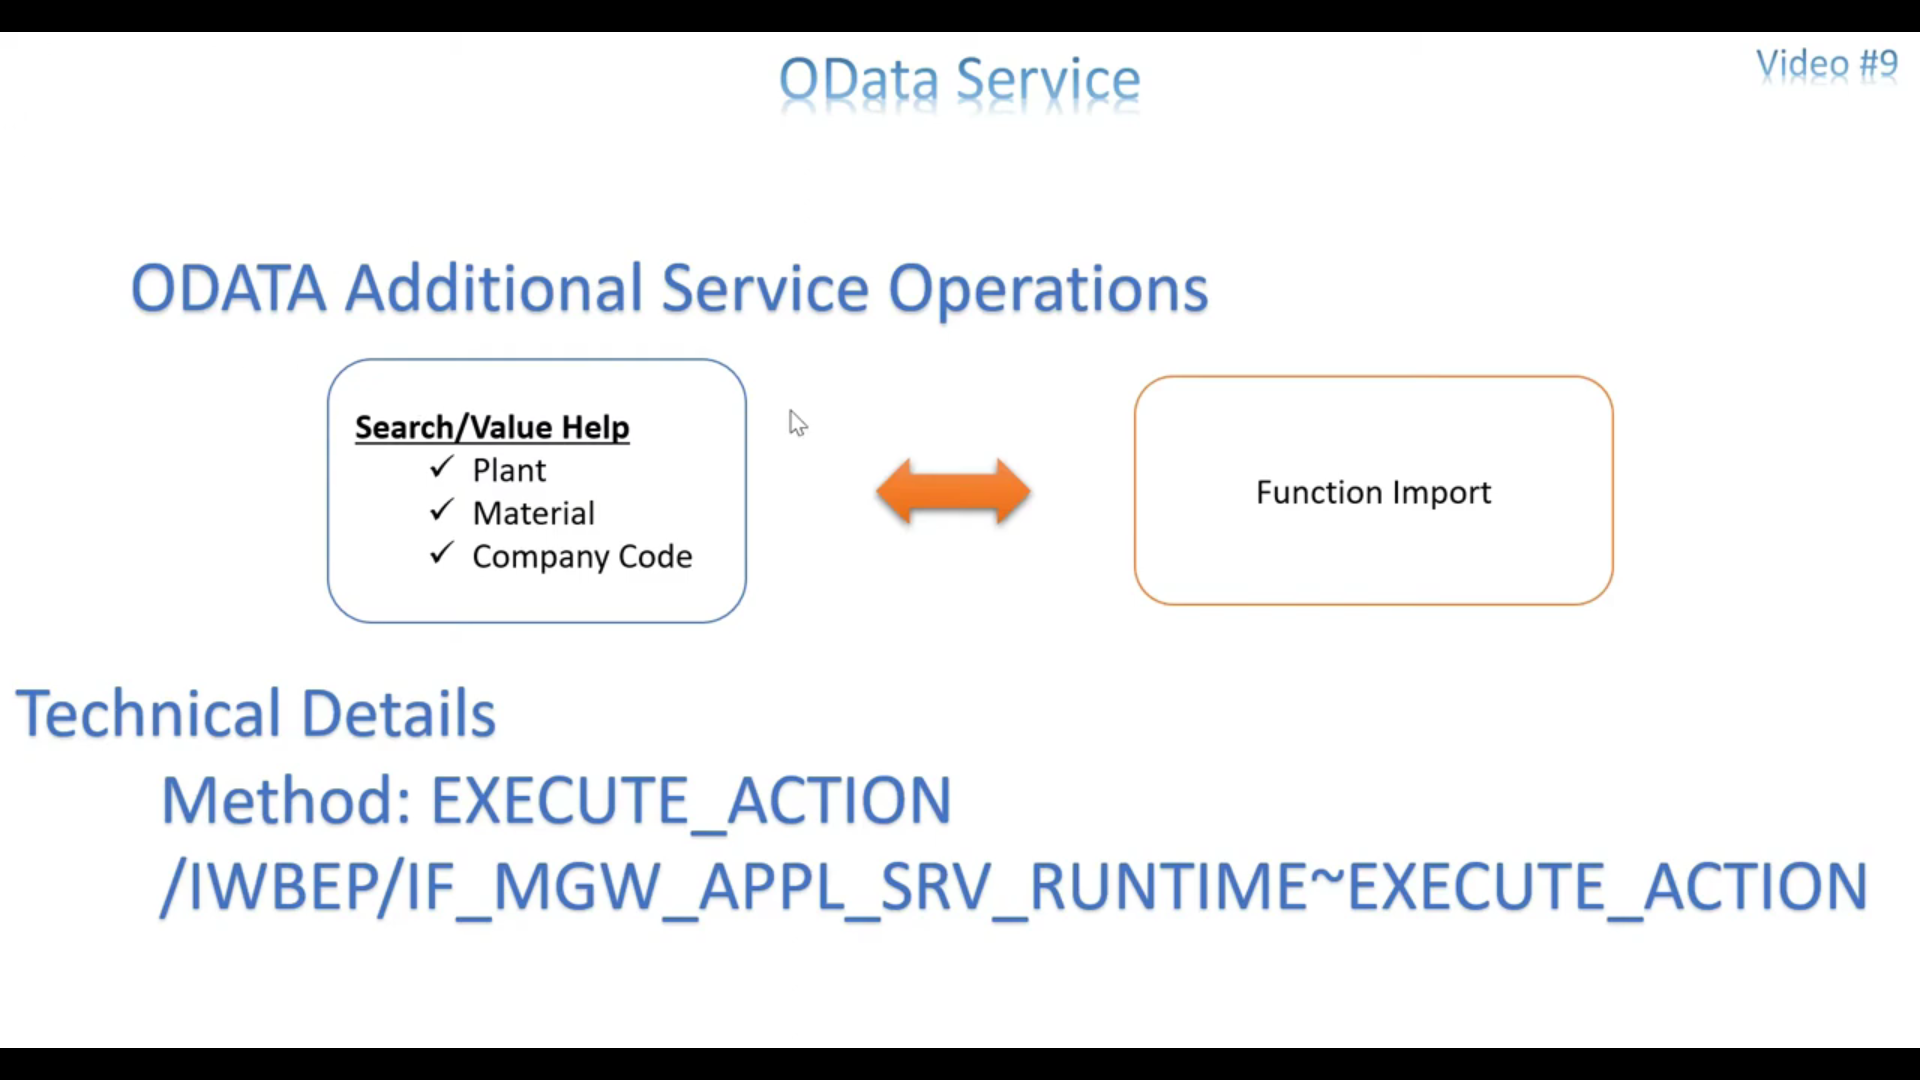 OData Service
Video #9
ODATA Additional Service Operations
Search/Value Help
✓ Plant
✓ Material
✓ Company Code
Function Import
Technical Details
Method: EXECUTE_ACTION
/IWBEP/IF_MGW_APPL_SRV_RUNTIME~EXECUTE_ACTION